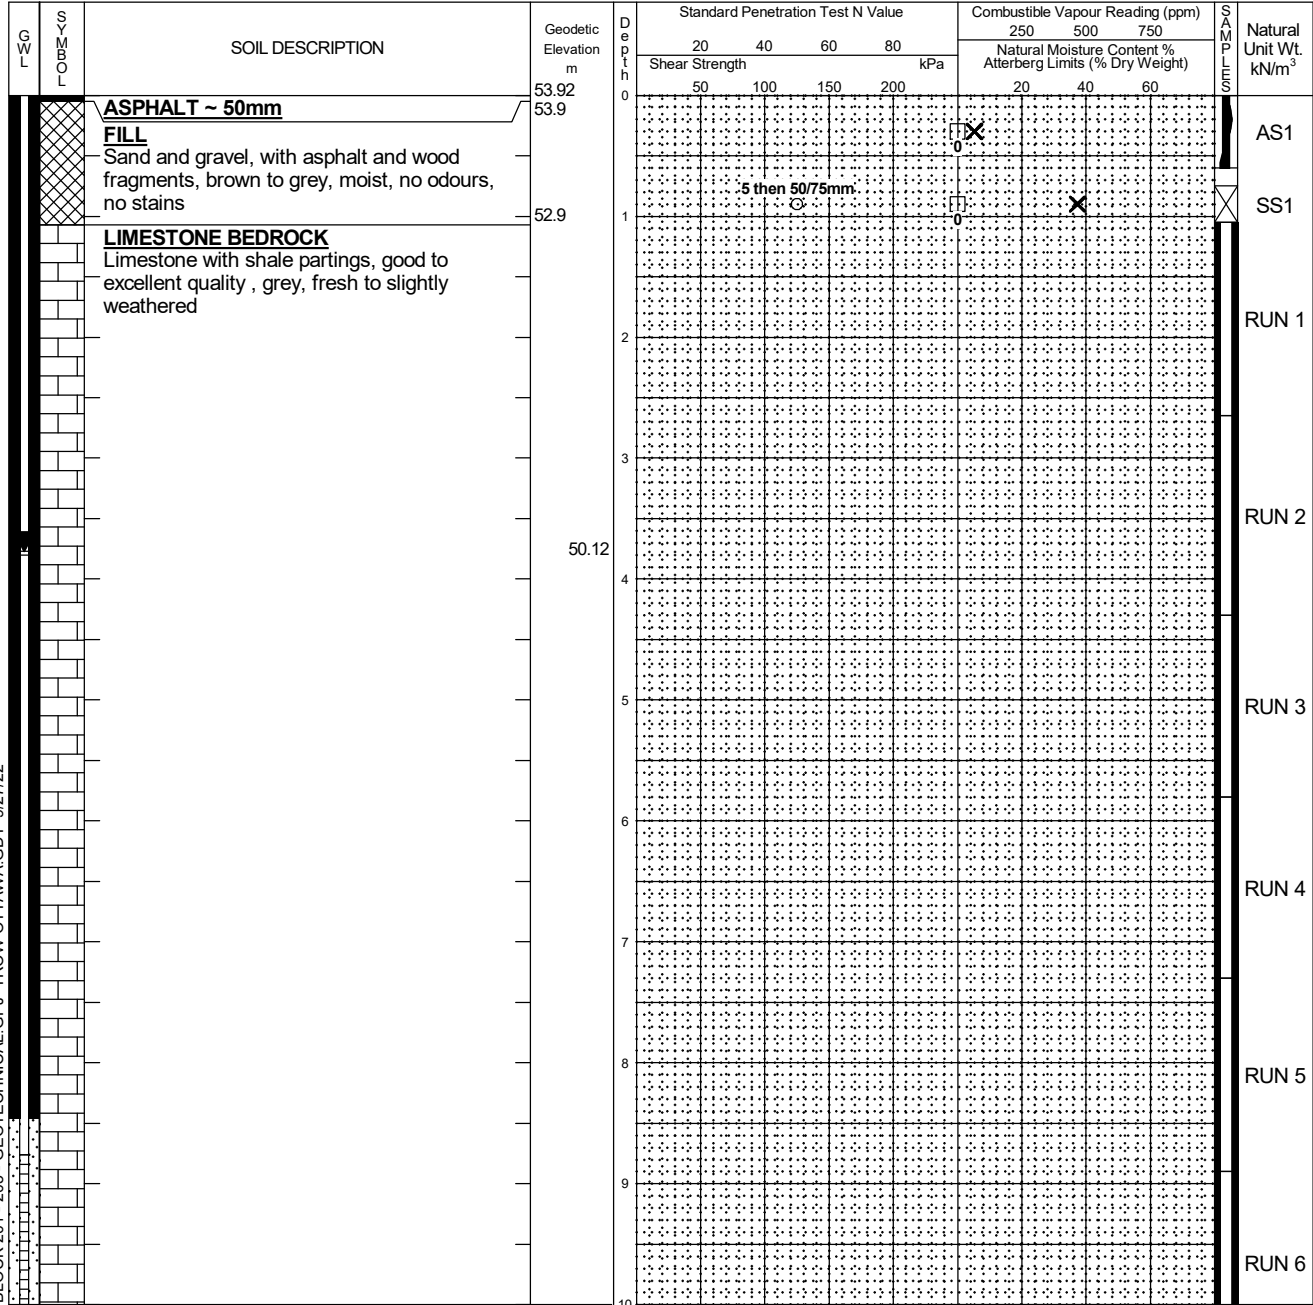 GWL
SYMBOL
SOIL DESCRIPTION
Geodetic
Elevation
m
Depth
Standard Penetration Test N Value
20 40 60 80
Shear Strength kPa
50 100 150 200
Combustible Vapour Reading (ppm)
250 500 750
Natural Moisture Content %
Atterberg Limits (% Dry Weight)
20 40 60
SAMPLES
Natural
Unit Wt.
kN/m³
53.92
0
ASPHALT ~ 50mm
53.9
FILL
Sand and gravel, with asphalt and wood
fragments, brown to grey, moist, no odours,
no stains
0
AS1
5 then 50/75mm
0
SS1
52.9
1
LIMESTONE BEDROCK
Limestone with shale partings, good to
excellent quality , grey, fresh to slightly
weathered
RUN 1
2
3
RUN 2
50.12
4
5
RUN 3
6
RUN 4
7
8
RUN 5
9
RUN 6
10